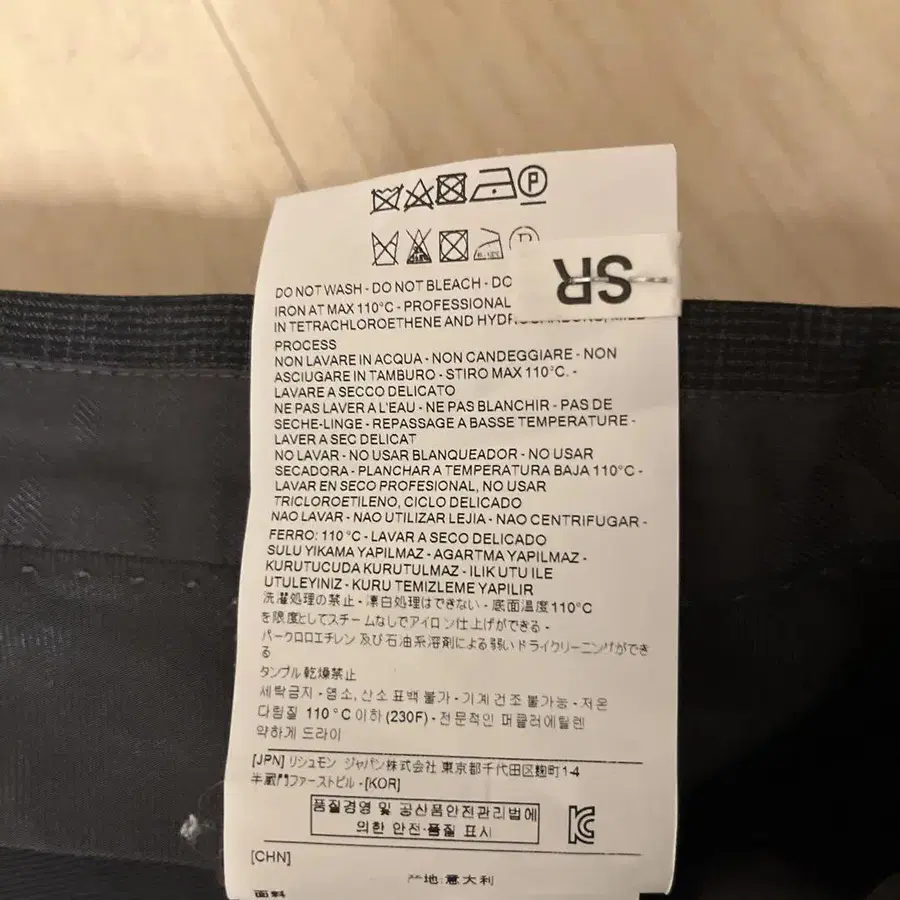 P
SR
DO NOT WASH - DO NOT BLEACH - DO
IRON AT MAX 110°C - PROFESSIONAL
IN TETRACHLOROETHENE AND
PROCESS
NON LAVARE IN ACQUA - NON CANDEGGIARE - NON
ASCIUGARE IN TAMBURO - STIRO MAX 110°C. -
LAVARE A SECCO DELICATO
NE PAS LAVER A L'EAU - NE PAS BLANCHIR - PAS DE
SECHE-LINGE - REPASSAGE A BASSE TEMPERATURE -
LAVER A SEC DELICAT
NO LAVAR - NO USAR BLANQUEADOR - NO USAR
SECADORA - PLANCHAR A TEMPERATURA BAJA 110°C -
LAVAR EN SECO PROFESIONAL, NO USAR
TRICLOROETILENO, CICLO DELICADO
NAO LAVAR - NAO UTILIZAR LEJIA - NAO CENTRIFUGAR -
FERRO: 110°C - LAVAR A SECO DELICADO
SULU YIKAMA YAPILMAZ - AGARTMA YAPILMAZ -
KURUTUCUDA KURUTULMAZ - ILIK UTU ILE
UTULEYINIZ - KURU TEMIZLEME YAPILIR
洗濯処理の禁止 - 漂白処理はできない - 底面温度110°C
を限度としてスチームなしでアイロン仕上げができる -
パークロロエチレン 及び石油系溶剤による弱いドライクリーニングができ
る
タンブル乾燥禁止
세탁금지 - 염소, 산소 표백 불가 - 기계 건조 불가능 - 저온
다림질 110°C 이하 (230F) - 전문적인 퍼클러에틸렌
약하게 드라이
[JPN] リシュモン ジャパン株式会社 東京都千代田区麹町1-4
半蔵門ファーストビル - [KOR]
품질경영 및 공산품안전관리법에
의한 안전·품질 표시
[CHN]
产地:意大利
面料